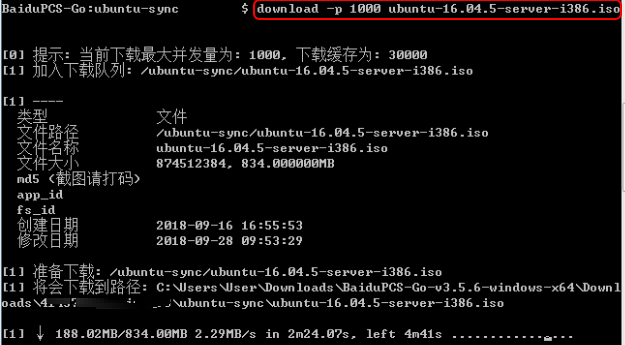 BaiduPCS-Go:ubuntu-sync $ download -p 1000 ubuntu-16.04.5-server-i386.iso
[0] 提示: 当前下载最大并发量为: 1000, 下载缓存为: 30000
[1] 加入下载队列: /ubuntu-sync/ubuntu-16.04.5-server-i386.iso
[1] ----
类型 文件
文件路径 /ubuntu-sync/ubuntu-16.04.5-server-i386.iso
文件名称 ubuntu-16.04.5-server-i386.iso
文件大小 874512384, 834.000000MB
md5 (截图请打码)
app_id
fs_id
创建日期 2018-09-16 16:55:53
修改日期 2018-09-28 09:53:29
[1] 准备下载: /ubuntu-sync/ubuntu-16.04.5-server-i386.iso
[1] 将会下载到路径: C:\Users\User\Downloads\BaiduPCS-Go-v3.5.6-windows-x64\Downl
oads\ \ubuntu-sync\ubuntu-16.04.5-server-i386.iso
[1] ↓ 188.02MB/834.00MB 2.29MB/s in 2m24.07s, left 4m41s ...............